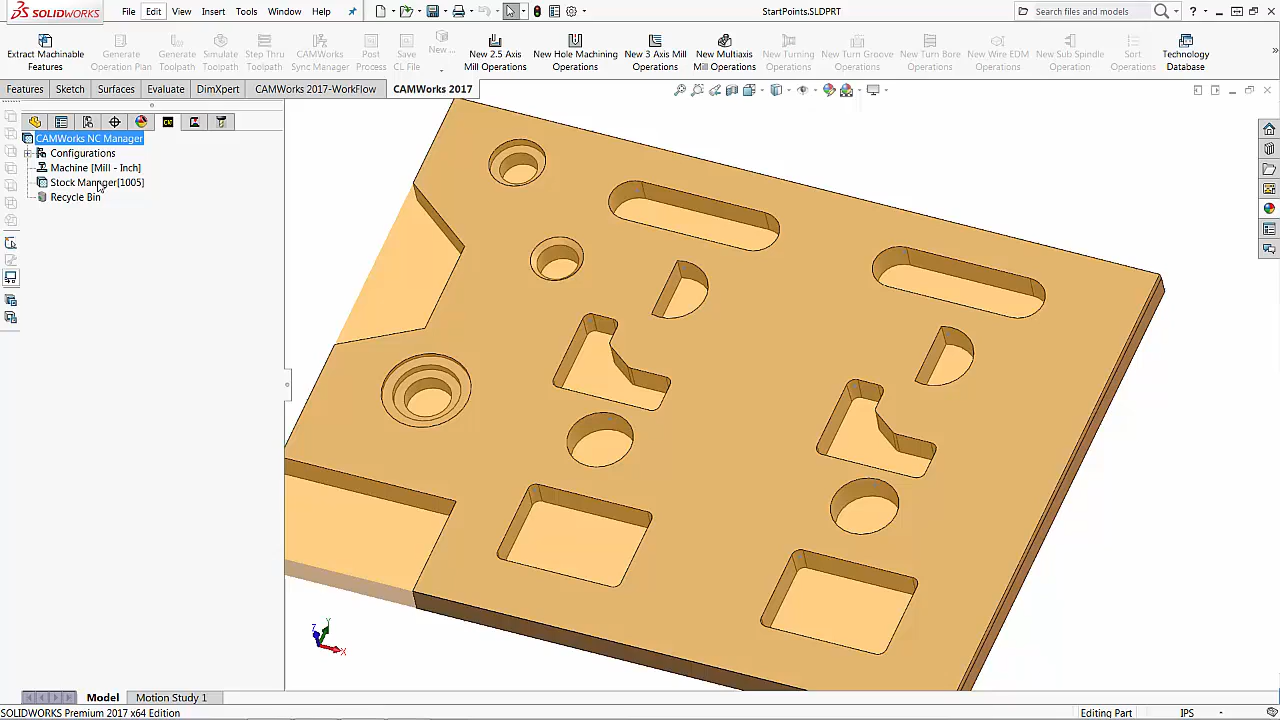 SOLIDWORKS File Edit View Insert Tools Window Help StartPoints.SLDPRT Search files and models
Extract Machinable Features
Generate Operation Plan
Generate Toolpath
Simulate Toolpath
Step Thru Toolpath
CAMWorks Sync Manager
Post Process
Save CL File
New ...
New 2.5 Axis Mill Operations
New Hole Machining Operations
New 3 Axis Mill Operations
New Multiaxis Mill Operations
New Turning Operations
New Turn Groove Operations
New Turn Bore Operations
New Wire EDM Operations
New Sub Spindle Operation
Sort Operations
Technology Database
Features Sketch Surfaces Evaluate DimXpert CAMWorks 2017-WorkFlow CAMWorks 2017
CAMWorks NC Manager
Configurations
Machine [Mill - Inch]
Stock Manager[1005]
Recycle Bin
Z Y X
Model Motion Study 1
SOLIDWORKS Premium 2017 x64 Edition Editing Part IPS